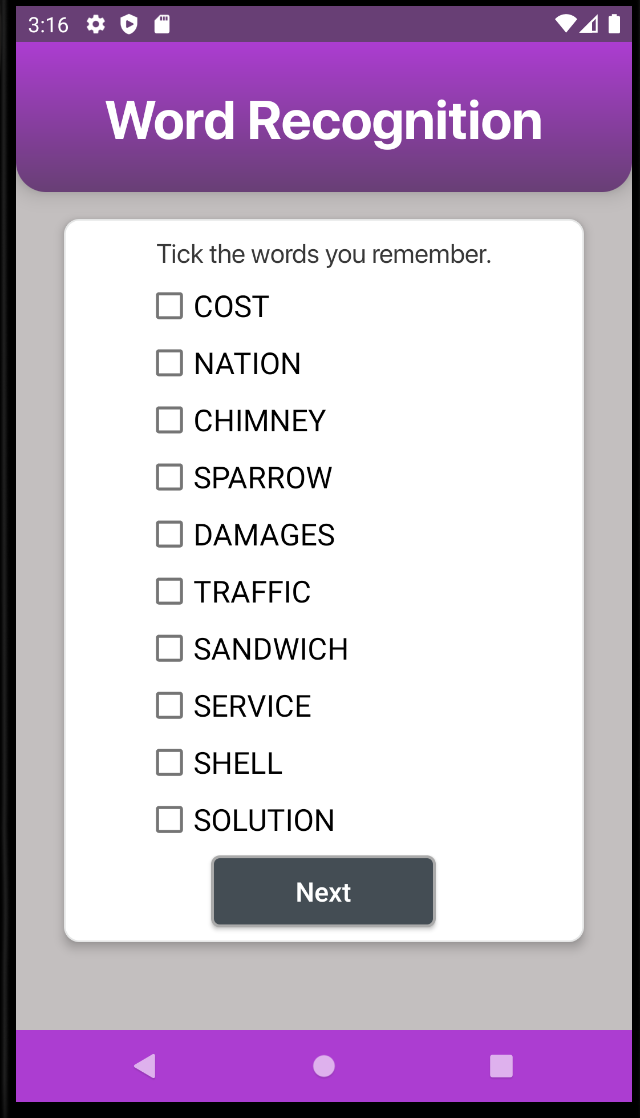 3:16
Word Recognition
Tick the words you remember.
COST
NATION
CHIMNEY
SPARROW
DAMAGES
TRAFFIC
SANDWICH
SERVICE
SHELL
SOLUTION
Next